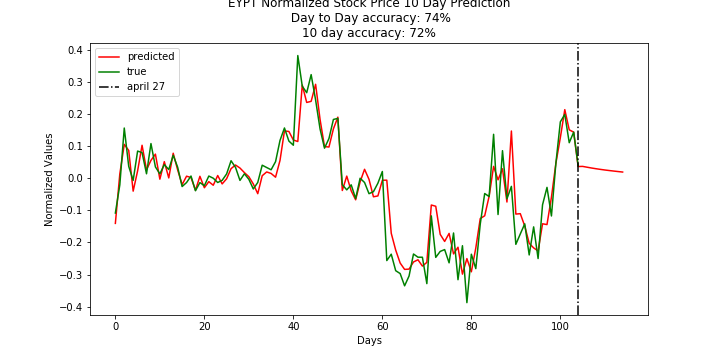 EYPT Normalized Stock Price 10 Day Prediction
Day to Day accuracy: 74%
10 day accuracy: 72%
predicted
true
april 27
Normalized Values
0.4
0.3
0.2
0.1
0.0
−0.1
−0.2
−0.3
−0.4
0 20 40 60 80 100
Days